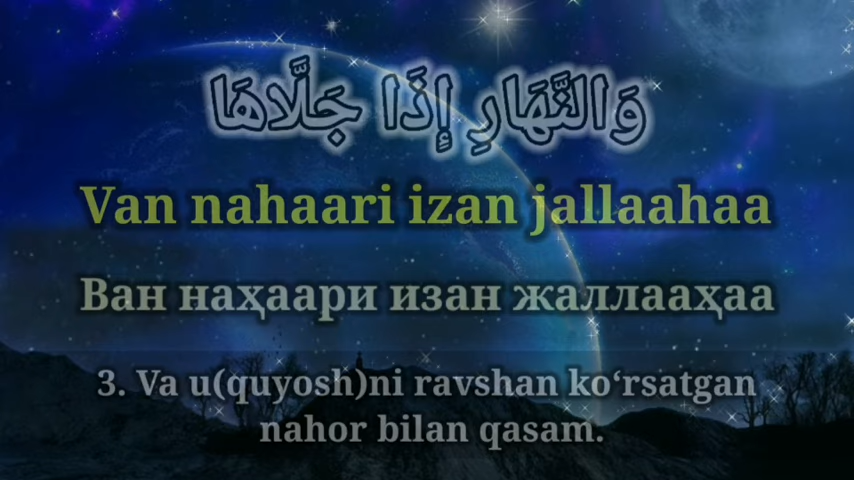 وَالنَّهَارِ إِذَا جَلَّاهَا
Van nahaari izan jallaahaa
Ван наҳаари изан жаллааҳаа
3. Va u(quyosh)ni ravshan ko‘rsatgan
nahor bilan qasam.